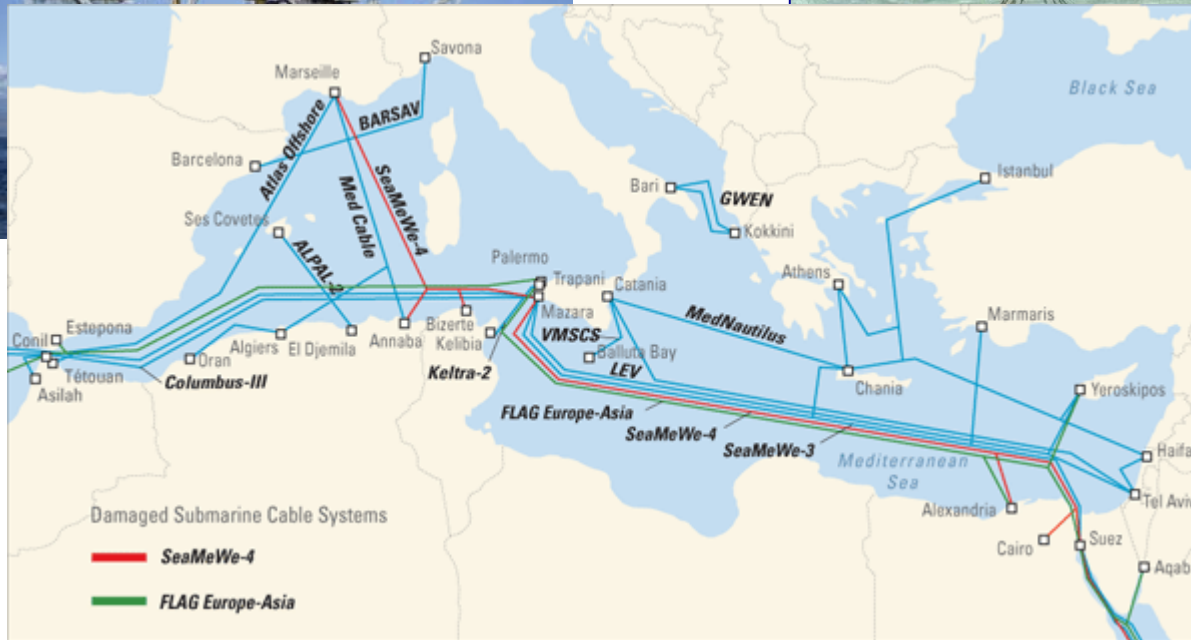 Savona
Marseille
BARSAV
Black Sea
Atlas Offshore
Barcelona
SeaMeWe-4
Med Cable
Istanbul
Bari
GWEN
Ses Covetes
Kokkini
ALPAL-2
Palermo
Trapani
Catania
Athens
Mazara
MedNautilus
Marmaris
Estepona
Conil
Bizerte
VMSCS
Annaba
Kelibia
Algiers
El Djemila
Balluta Bay
Oran
Tétouan
Keltra-2
LEV
Chania
Columbus-III
Yeroskipos
Asilah
FLAG Europe-Asia
SeaMeWe-4
SeaMeWe-3
Haifa
Mediterranean
Sea
Tel Aviv
Alexandria
Damaged Submarine Cable Systems
Cairo
Suez
SeaMeWe-4
Aqab
FLAG Europe-Asia